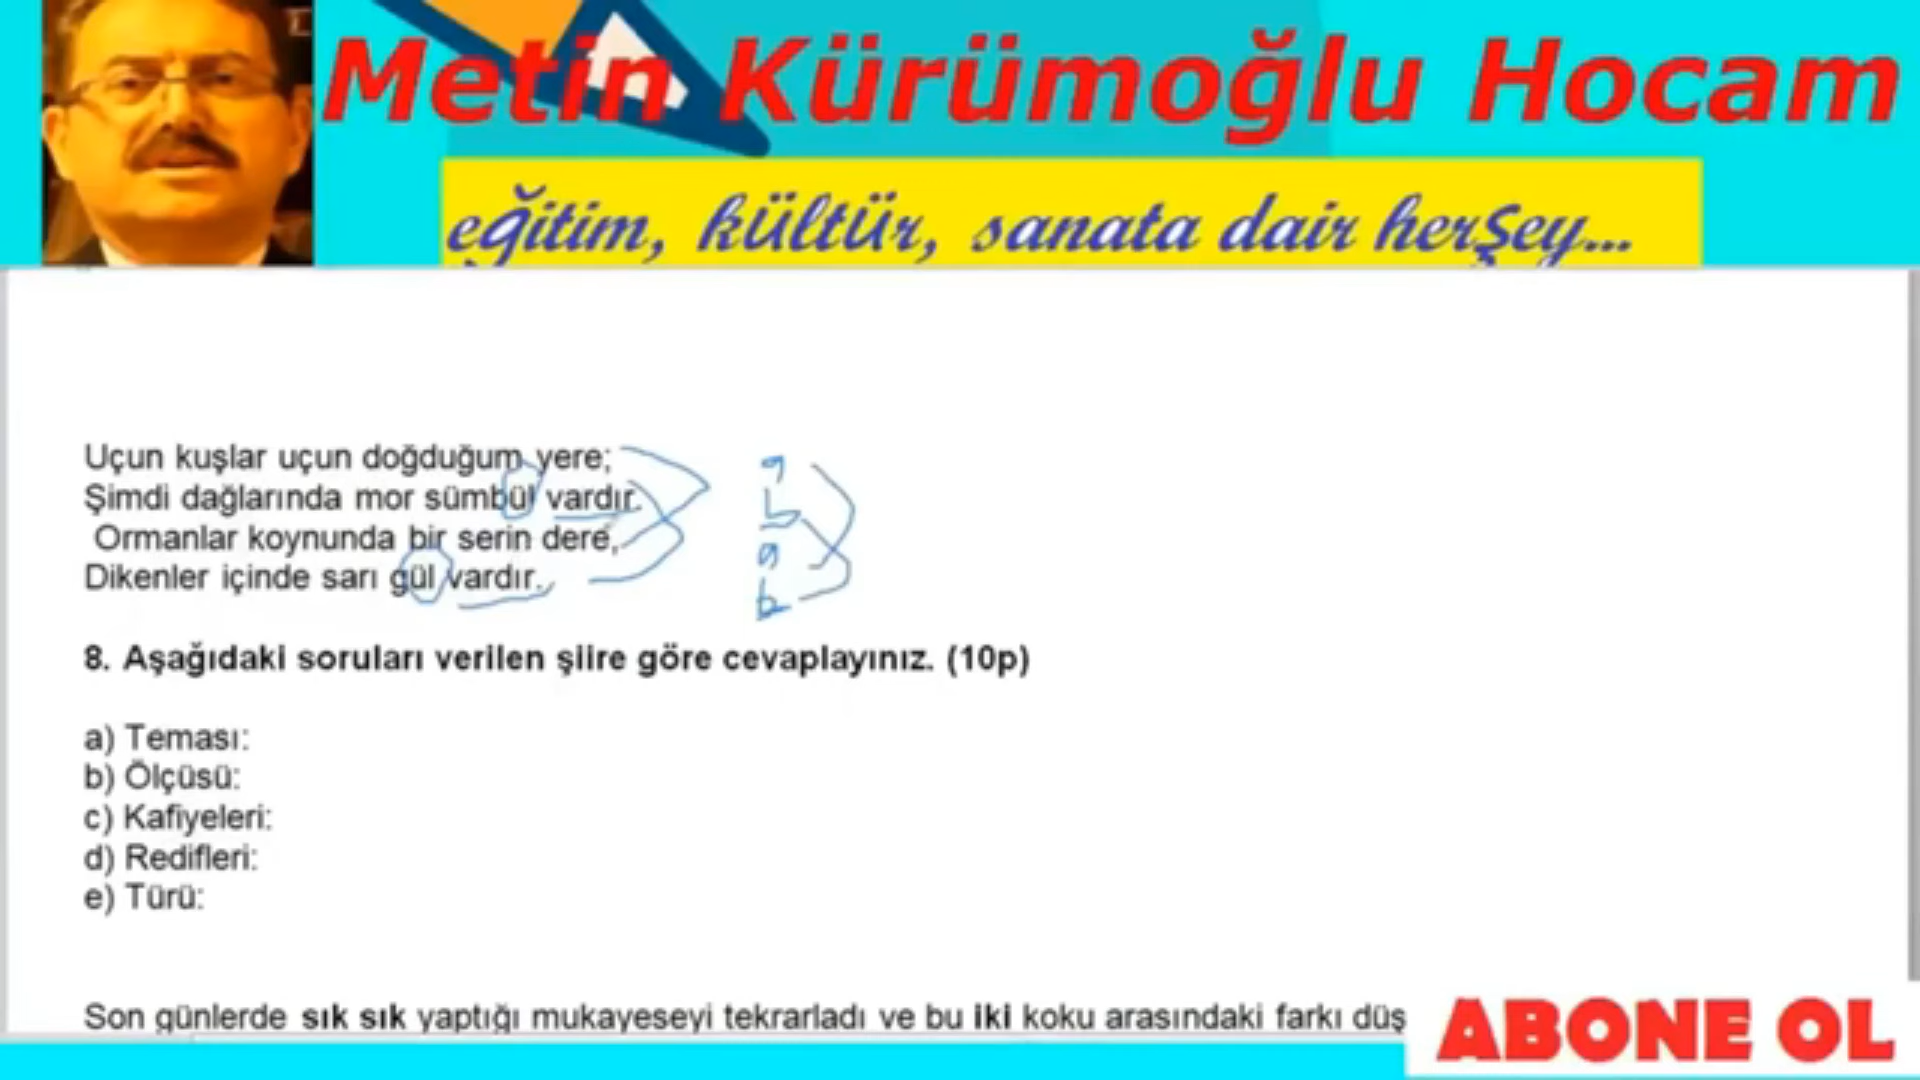 Metin Kürümoğlu Hocam
eğitim, kültür, sanata dair herşey...
Uçun kuşlar uçun doğduğum yere;
Şimdi dağlarında mor sümbül vardır.
Ormanlar koynunda bir serin dere,
Dikenler içinde sarı gül vardır.
a
b
a
b
8. Aşağıdaki soruları verilen şiire göre cevaplayınız. (10p)
a) Teması:
b) Ölçüsü:
c) Kafiyeleri:
d) Redifleri:
e) Türü:
Son günlerde sık sık yaptığı mukayeseyi tekrarladı ve bu iki koku arasındaki farkı düş
ABONE OL